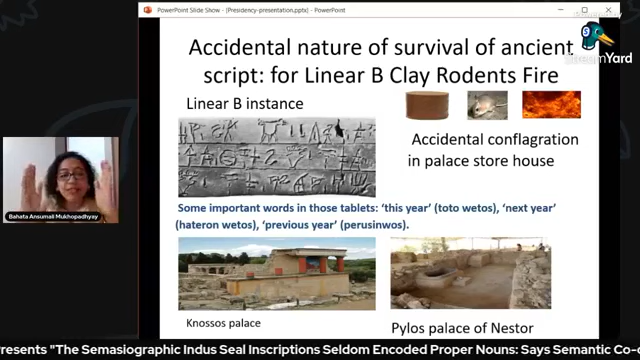 PowerPoint Slide Show - [Presidency-presentation.pptx] - PowerPoint
StreamYard
Accidental nature of survival of ancient
script: for Linear B Clay Rodents Fire
Linear B instance
Accidental conflagration
in palace store house
Bahata Ansumali Mukhopadhyay
Some important words in those tablets: ‘this year’ (toto wetos), ‘next year’
(hateron wetos), ‘previous year’ (perusinwos).
Knossos palace
Pylos palace of Nestor
resents "The Semasiographic Indus Seal Inscriptions Seldom Encoded Proper Nouns: Says Semantic Co-o